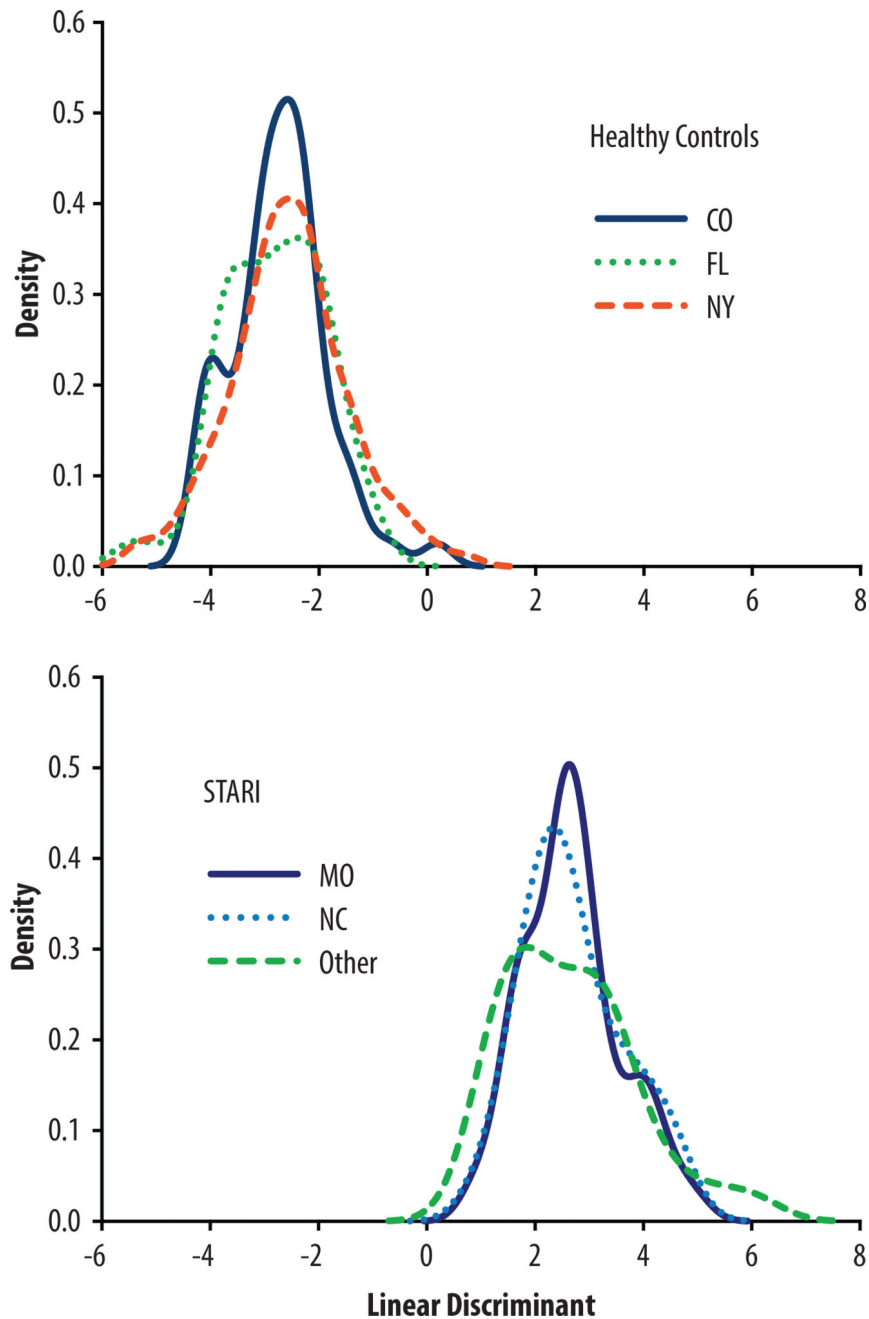 0.6
0.5
0.4
0.3
0.2
0.1
0.0
Density
Healthy Controls
CO
FL
NY
-6 -4 -2 0 2 4 6 8
0.6
0.5
0.4
0.3
0.2
0.1
0.0
Density
STARI
MO
NC
Other
-6 -4 -2 0 2 4 6 8
Linear Discriminant